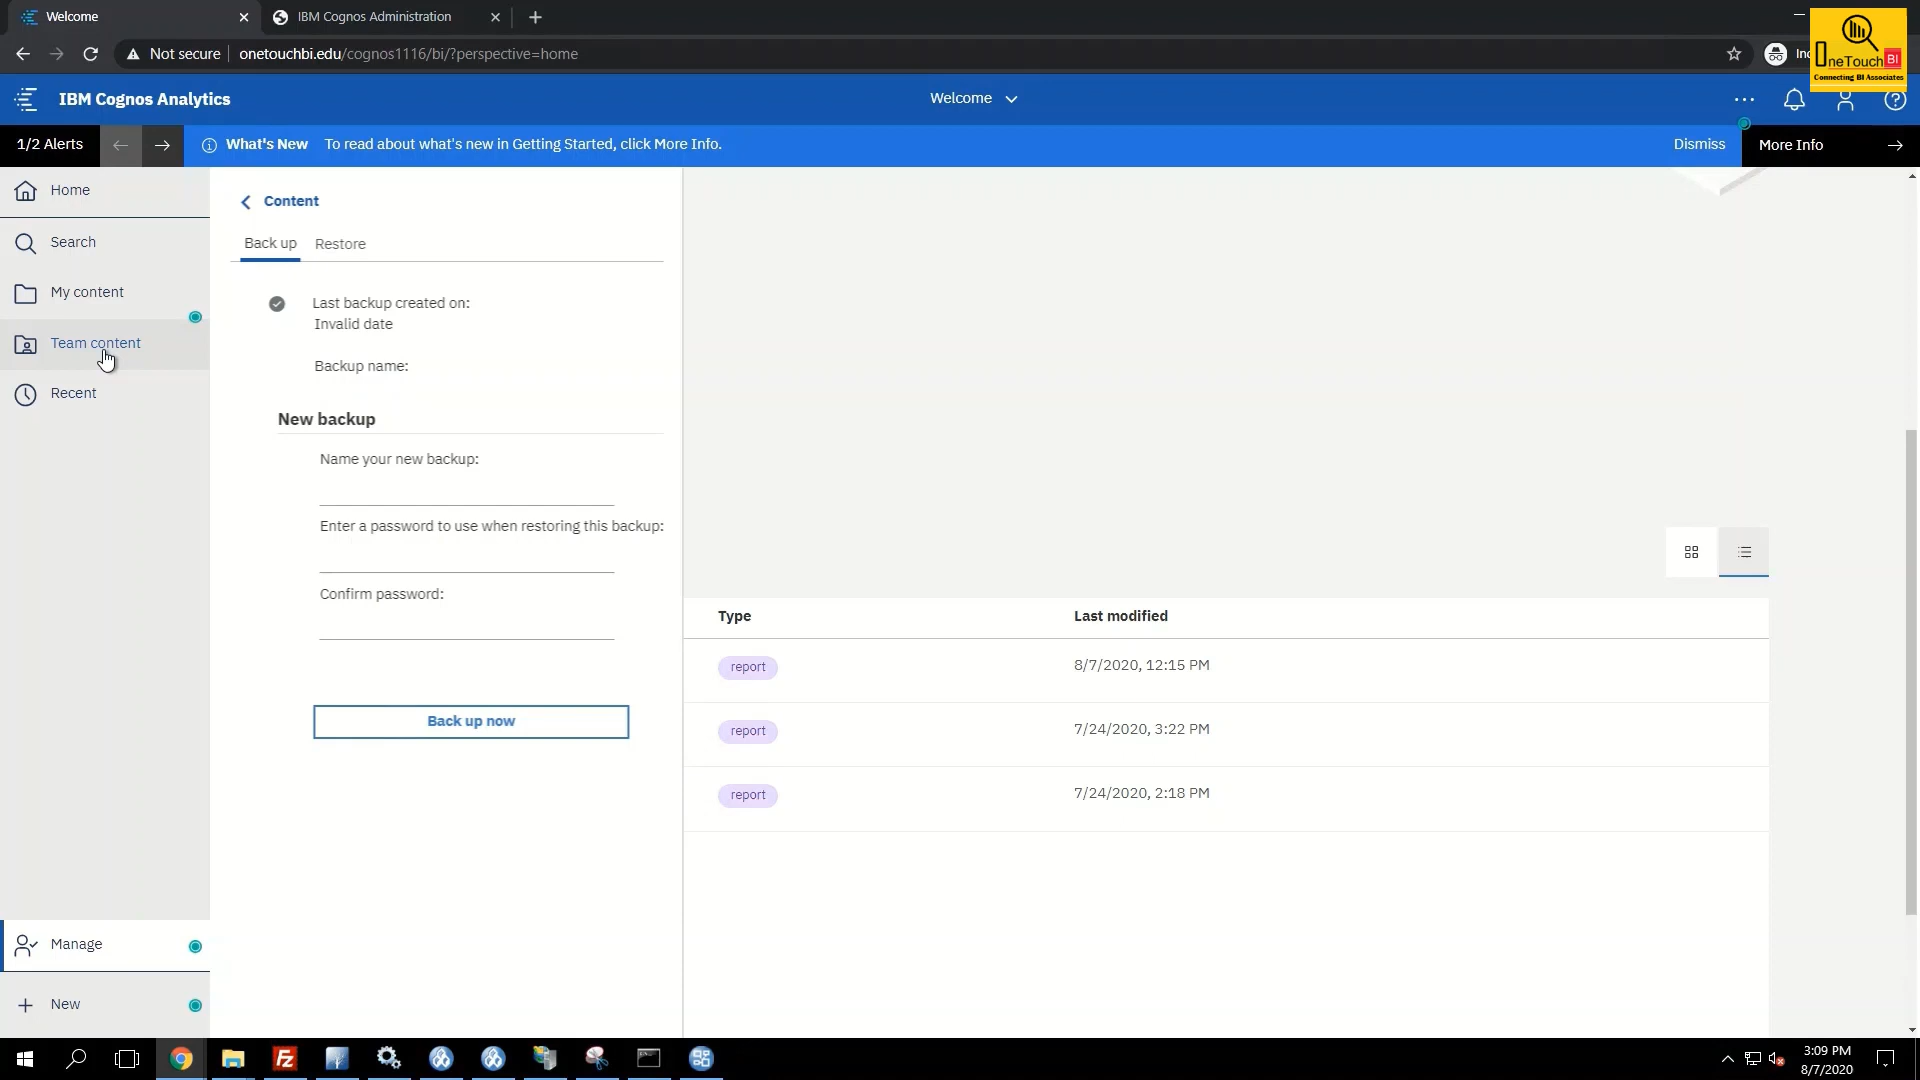 Welcome
IBM Cognos Administration
Not secure
onetouchbi.edu/cognos1116/bi/?perspective=home
OneTouch BI
Connecting BI Associates
IBM Cognos Analytics
Welcome
1/2 Alerts
What's New To read about what's new in Getting Started, click More Info.
Dismiss
More Info
Home
Search
My content
Team content
Recent
Manage
New
Content
Back up
Restore
Last backup created on:
Invalid date
Backup name:
New backup
Name your new backup:
Enter a password to use when restoring this backup:
Confirm password:
Back up now
Type Last modified
report 8/7/2020, 12:15 PM
report 7/24/2020, 3:22 PM
report 7/24/2020, 2:18 PM
3:09 PM
8/7/2020